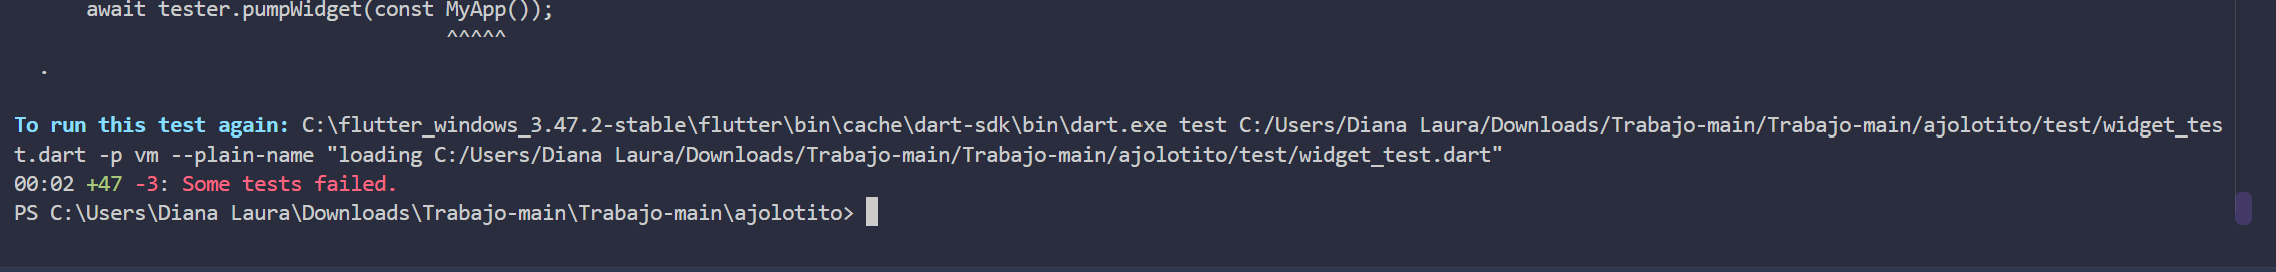 await tester.pumpWidget(const MyApp());
^^^^^
.
To run this test again: C:\flutter_windows_3.47.2-stable\flutter\bin\cache\dart-sdk\bin\dart.exe test C:/Users/Diana Laura/Downloads/Trabajo-main/Trabajo-main/ajolotito/test/widget_tes
t.dart -p vm --plain-name "loading C:/Users/Diana Laura/Downloads/Trabajo-main/Trabajo-main/ajolotito/test/widget_test.dart"
00:02 +47 -3: Some tests failed.
PS C:\Users\Diana Laura\Downloads\Trabajo-main\Trabajo-main\ajolotito>